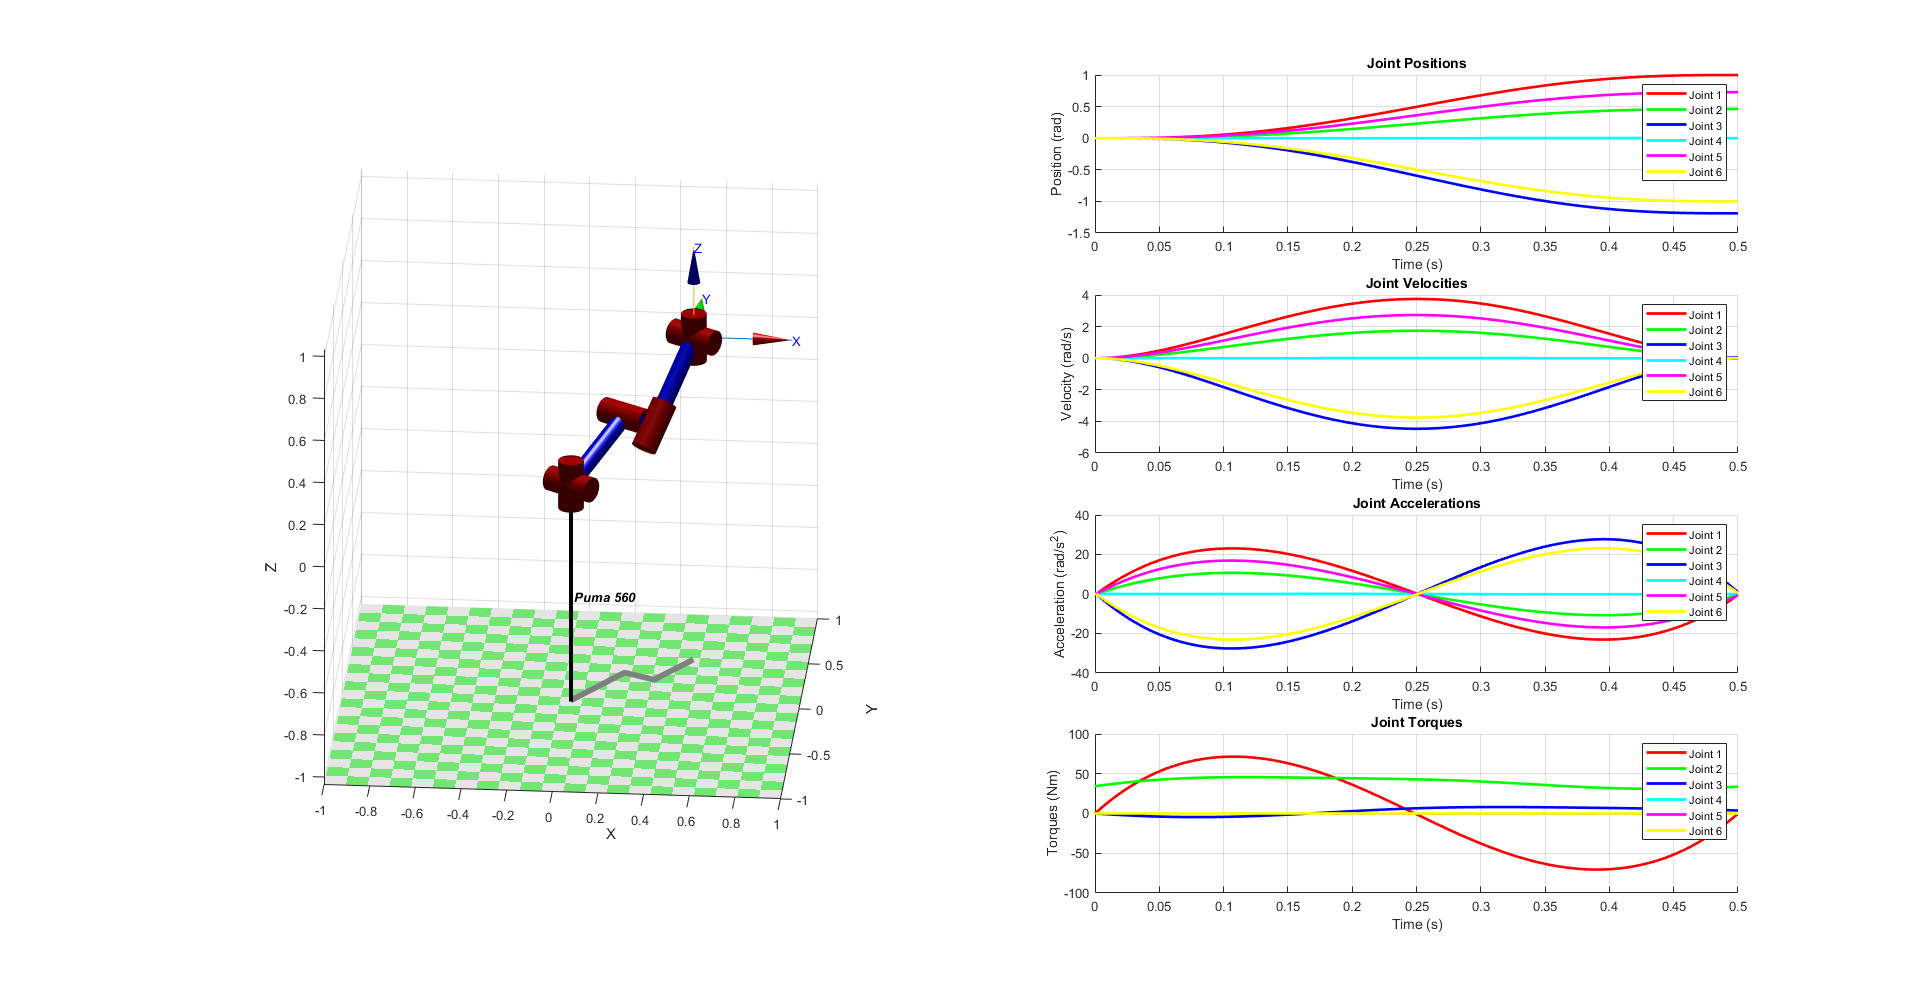 Z
Y
X
1
0.8
0.6
0.4
0.2
0
-0.2
-0.4
-0.6
-0.8
-1
Z
Puma 560
1
0.5
0
-0.5
-1
Y
-1 -0.8 -0.6 -0.4 -0.2 0 0.2 0.4 0.6 0.8 1
X
Joint Positions
Position (rad)
1
0.5
0
-0.5
-1
-1.5
Joint 1
Joint 2
Joint 3
Joint 4
Joint 5
Joint 6
0 0.05 0.1 0.15 0.2 0.25 0.3 0.35 0.4 0.45 0.5
Time (s)
Joint Velocities
Velocity (rad/s)
4
2
0
-2
-4
-6
Joint 1
Joint 2
Joint 3
Joint 4
Joint 5
Joint 6
0 0.05 0.1 0.15 0.2 0.25 0.3 0.35 0.4 0.45 0.5
Time (s)
Joint Accelerations
Acceleration (rad/s²)
40
20
0
-20
-40
Joint 1
Joint 2
Joint 3
Joint 4
Joint 5
Joint 6
0 0.05 0.1 0.15 0.2 0.25 0.3 0.35 0.4 0.45 0.5
Time (s)
Joint Torques
Torques (Nm)
100
50
0
-50
-100
Joint 1
Joint 2
Joint 3
Joint 4
Joint 5
Joint 6
0 0.05 0.1 0.15 0.2 0.25 0.3 0.35 0.4 0.45 0.5
Time (s)